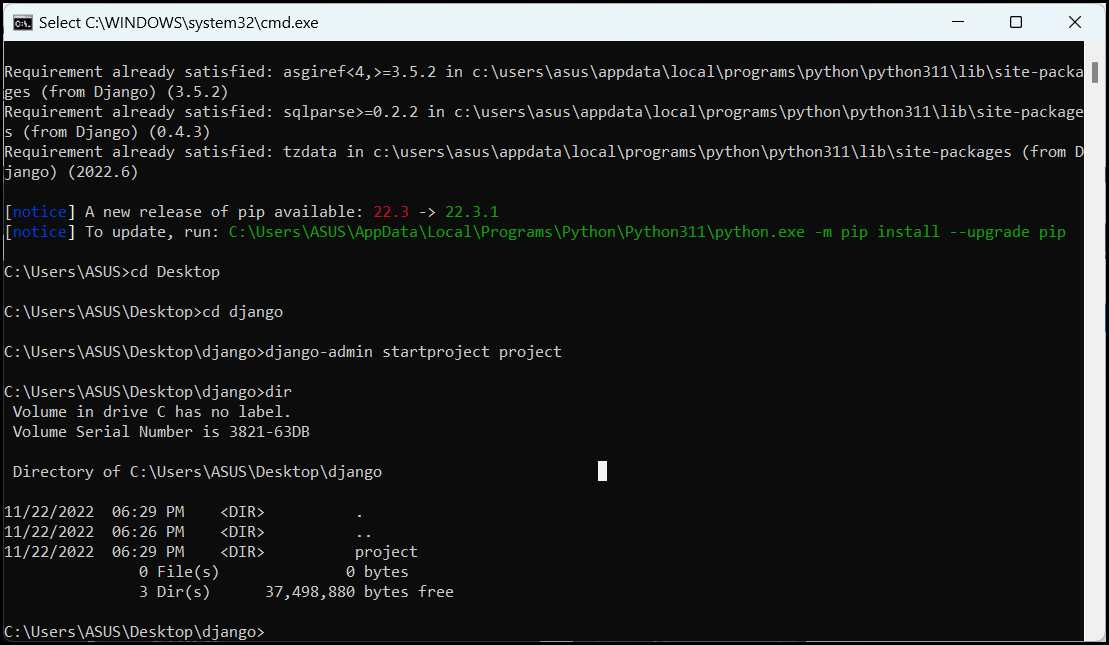 Select C:\WINDOWS\system32\cmd.exe
Requirement already satisfied: asgiref<4,>=3.5.2 in c:\users\asus\appdata\local\programs\python\python311\lib\site-packa
ges (from Django) (3.5.2)
Requirement already satisfied: sqlparse>=0.2.2 in c:\users\asus\appdata\local\programs\python\python311\lib\site-package
s (from Django) (0.4.3)
Requirement already satisfied: tzdata in c:\users\asus\appdata\local\programs\python\python311\lib\site-packages (from D
jango) (2022.6)
[notice] A new release of pip available: 22.3 -> 22.3.1
[notice] To update, run: C:\Users\ASUS\AppData\Local\Programs\Python\Python311\python.exe -m pip install --upgrade pip
C:\Users\ASUS>cd Desktop
C:\Users\ASUS\Desktop>cd django
C:\Users\ASUS\Desktop\django>django-admin startproject project
C:\Users\ASUS\Desktop\django>dir
 Volume in drive C has no label.
 Volume Serial Number is 3821-63DB
 Directory of C:\Users\ASUS\Desktop\django
11/22/2022  06:29 PM    <DIR>          .
11/22/2022  06:26 PM    <DIR>          ..
11/22/2022  06:29 PM    <DIR>          project
               0 File(s)              0 bytes
               3 Dir(s)      37,498,880 bytes free
C:\Users\ASUS\Desktop\django>